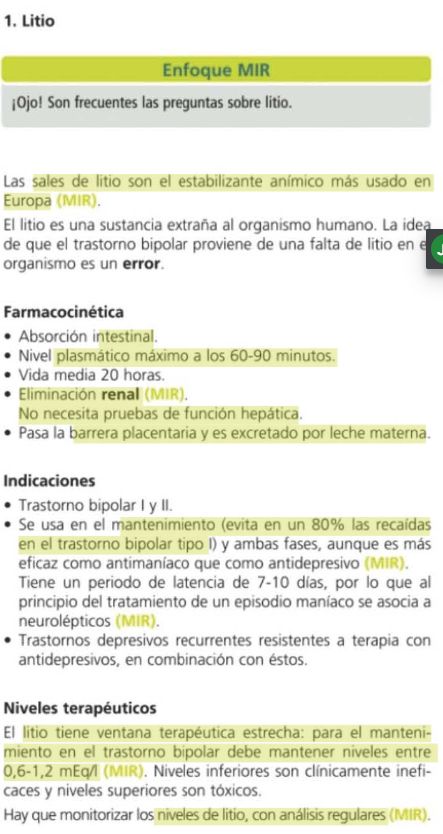 1. Litio
Enfoque MIR
¡Ojo! Son frecuentes las preguntas sobre litio.
Las sales de litio son el estabilizante anímico más usado en
Europa (MIR).
El litio es una sustancia extraña al organismo humano. La idea
de que el trastorno bipolar proviene de una falta de litio en
organismo es un error.
Farmacocinética
• Absorción intestinal.
• Nivel plasmático máximo a los 60-90 minutos.
• Vida media 20 horas.
• Eliminación renal (MIR).
No necesita pruebas de función hepática.
• Pasa la barrera placentaria y es excretado por leche materna.
Indicaciones
• Trastorno bipolar I y II.
• Se usa en el mantenimiento (evita en un 80% las recaídas
en el trastorno bipolar tipo I) y ambas fases, aunque es más
eficaz como antimaníaco que como antidepresivo (MIR).
Tiene un periodo de latencia de 7-10 días, por lo que al
principio del tratamiento de un episodio maníaco se asocia a
neurolépticos (MIR).
• Trastornos depresivos recurrentes resistentes a terapia con
antidepresivos, en combinación con éstos.
Niveles terapéuticos
El litio tiene ventana terapéutica estrecha: para el manteni-
miento en el trastorno bipolar debe mantener niveles entre
0,6-1,2 mEq/l (MIR). Niveles inferiores son clínicamente inefi-
caces y niveles superiores son tóxicos.
Hay que monitorizar los niveles de litio, con análisis regulares (MIR).